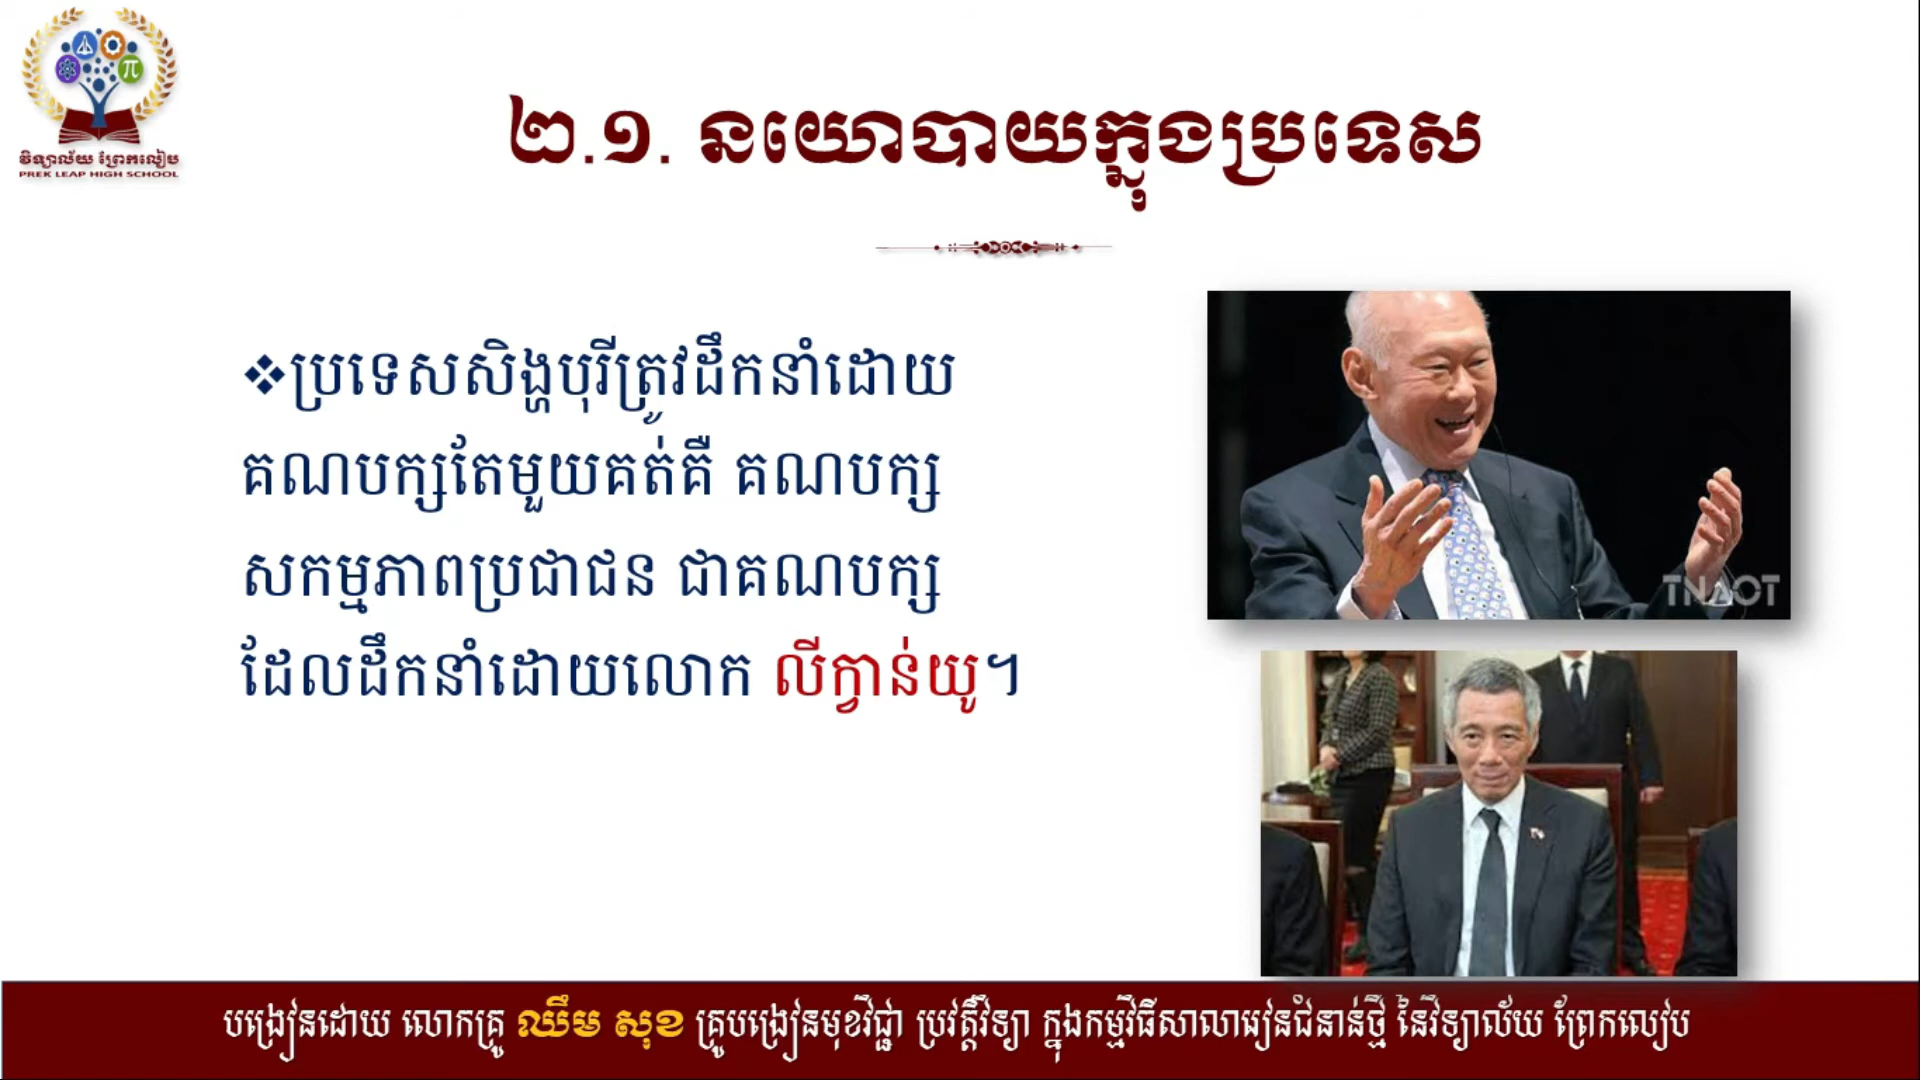 វិទ្យាល័យ ព្រែកលៀប
PREK LEAP HIGH SCHOOL
២.១. នយោបាយក្នុងប្រទេស
❖ប្រទេសសិង្ហបុរីត្រូវដឹកនាំដោយ
គណបក្សតែមួយគត់គឺ គណបក្ស
សកម្មភាពប្រជាជន ជាគណបក្ស
ដែលដឹកនាំដោយលោក លីក្វាន់យូ។
TNAOT
បង្រៀនដោយ លោកគ្រូ ឈឹម សុខ គ្រូបង្រៀនមុខវិជ្ជា ប្រវត្តិវិទ្យា ក្នុងកម្មវិធីសាលារៀនជំនាន់ថ្មី នៃវិទ្យាល័យ ព្រែកលៀប